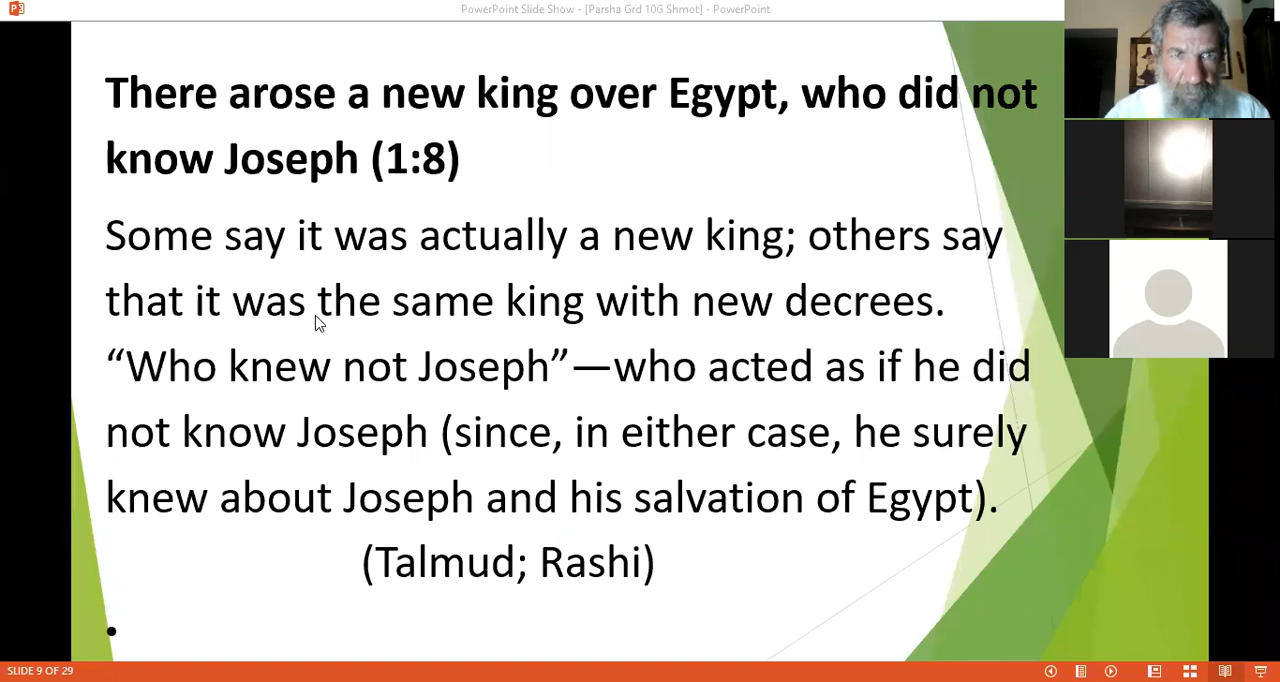 PowerPoint Slide Show - [Parsha Grd 10G Shmot] - PowerPoint
There arose a new king over Egypt, who did not
know Joseph (1:8)
Some say it was actually a new king; others say
that it was the same king with new decrees.
“Who knew not Joseph”—who acted as if he did
not know Joseph (since, in either case, he surely
knew about Joseph and his salvation of Egypt).
(Talmud; Rashi)
•
SLIDE 9 OF 29